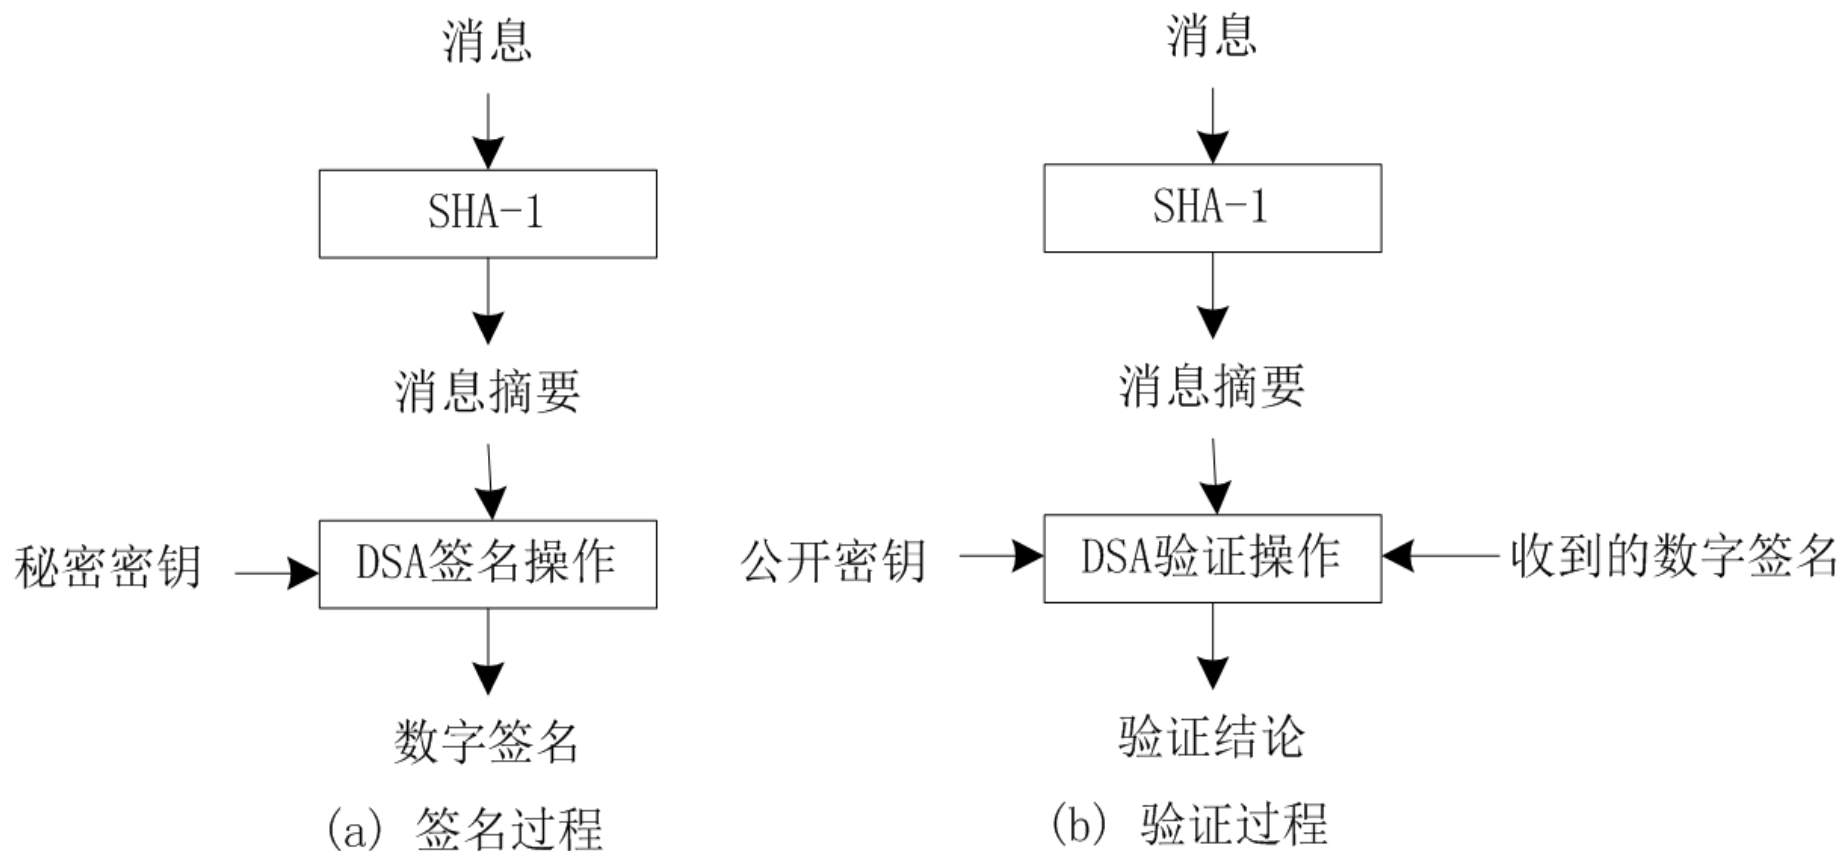 消息
SHA-1
消息摘要
秘密密钥
DSA签名操作
数字签名
(a) 签名过程
消息
SHA-1
消息摘要
公开密钥
DSA验证操作
收到的数字签名
验证结论
(b) 验证过程